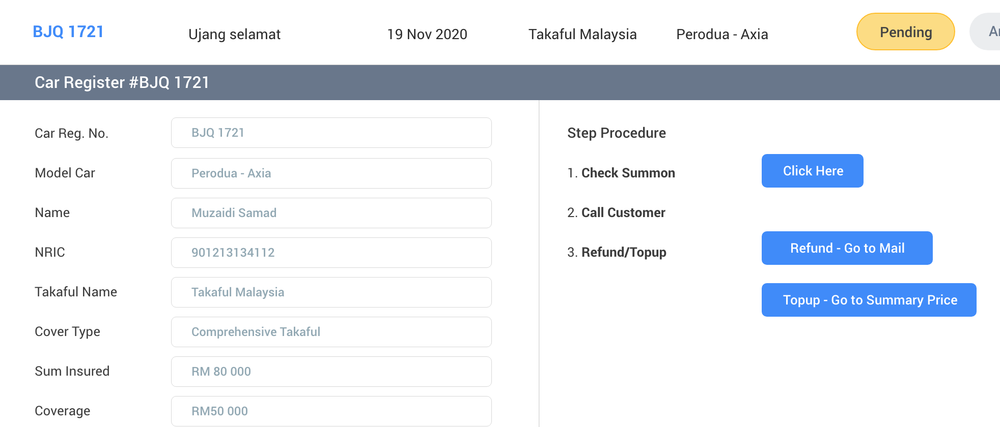 BJQ 1721 Ujang selamat 19 Nov 2020 Takaful Malaysia Perodua - Axia Pending
Car Register #BJQ 1721
Car Reg. No. BJQ 1721
Model Car Perodua - Axia
Name Muzaidi Samad
NRIC 901213134112
Takaful Name Takaful Malaysia
Cover Type Comprehensive Takaful
Sum Insured RM 80 000
Coverage RM50 000
Step Procedure
1. Check Summon Click Here
2. Call Customer
3. Refund/Topup Refund - Go to Mail
Topup - Go to Summary Price